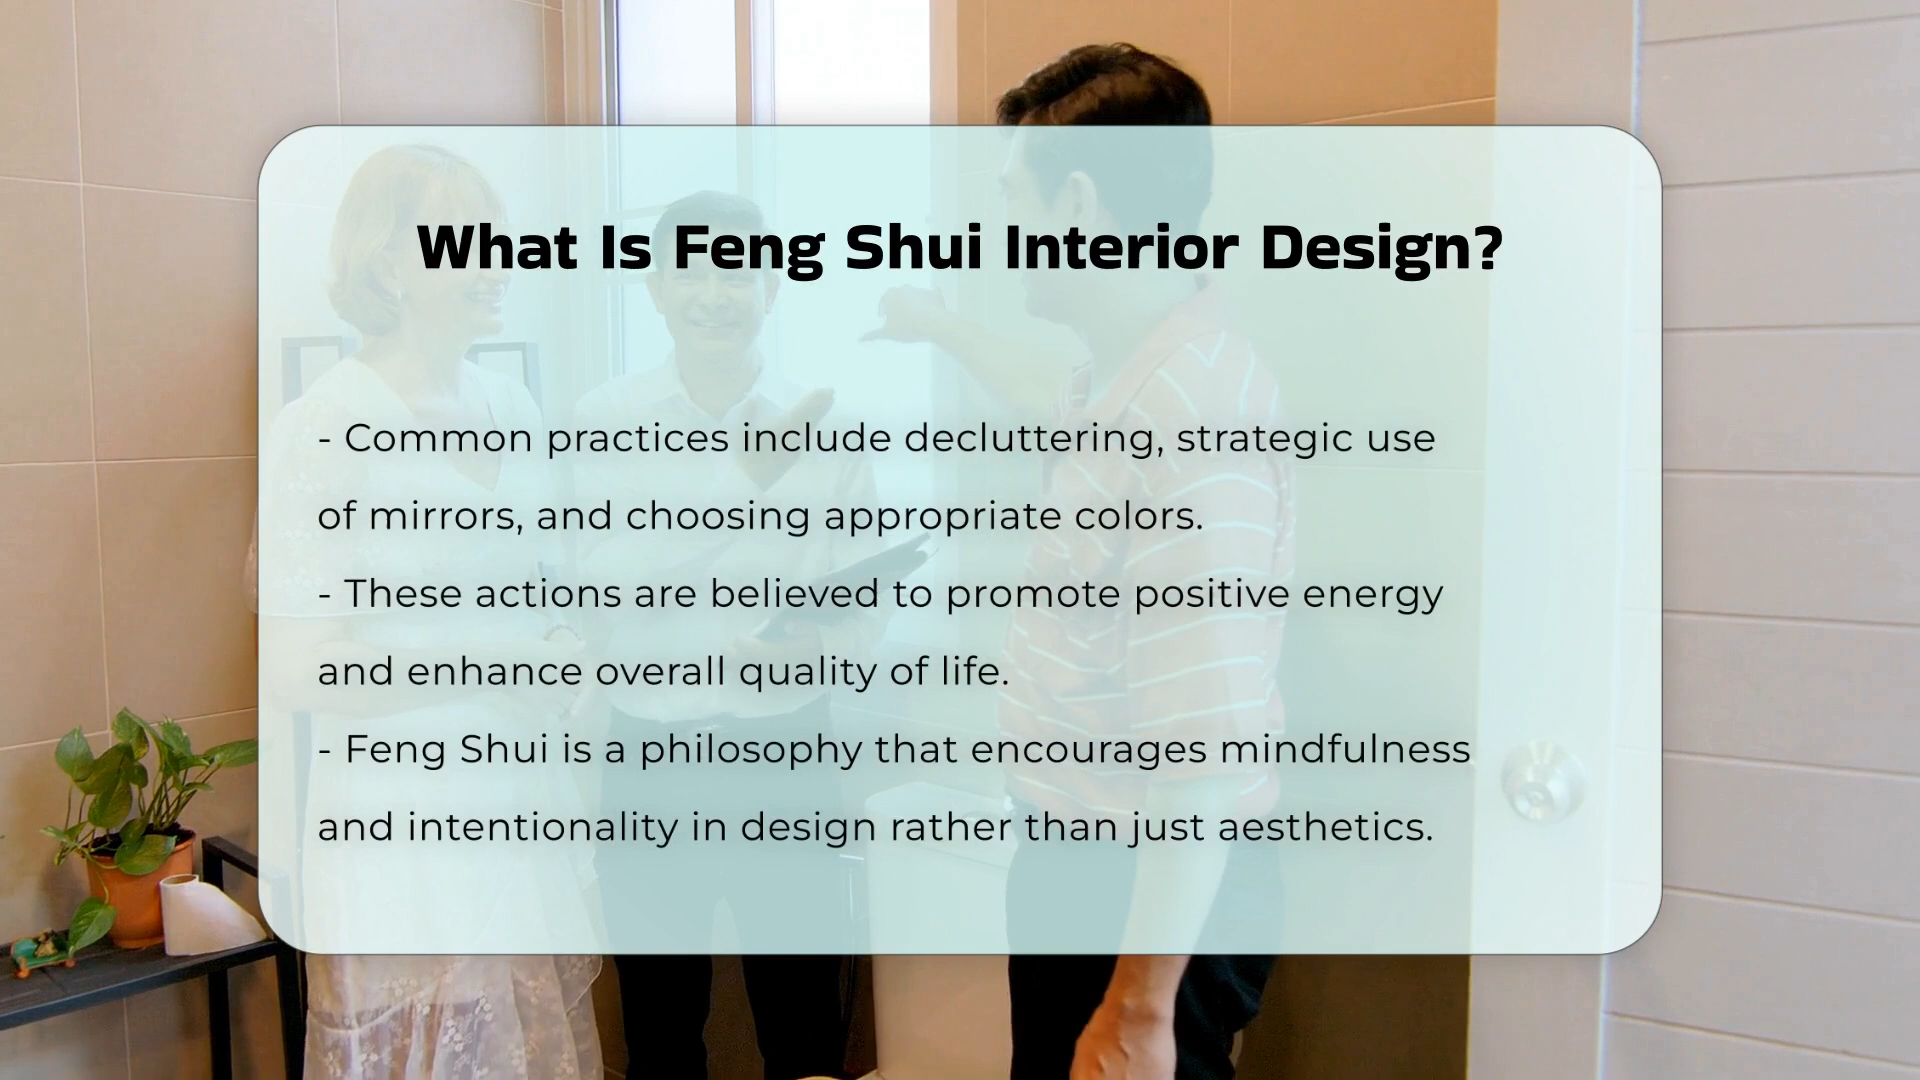 What Is Feng Shui Interior Design?
- Common practices include decluttering, strategic use
of mirrors, and choosing appropriate colors.
- These actions are believed to promote positive energy
and enhance overall quality of life.
- Feng Shui is a philosophy that encourages mindfulness
and intentionality in design rather than just aesthetics.